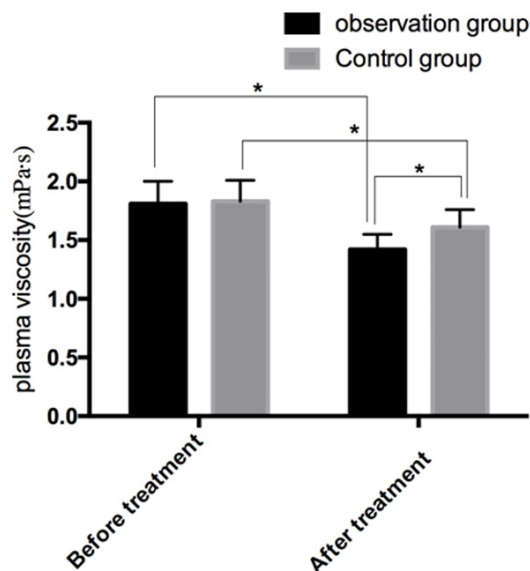 observation group
Control group
*
*
*
plasma viscosity(mPa·s)
2.5
2.0
1.5
1.0
0.5
0.0
Before treatment
After treatment